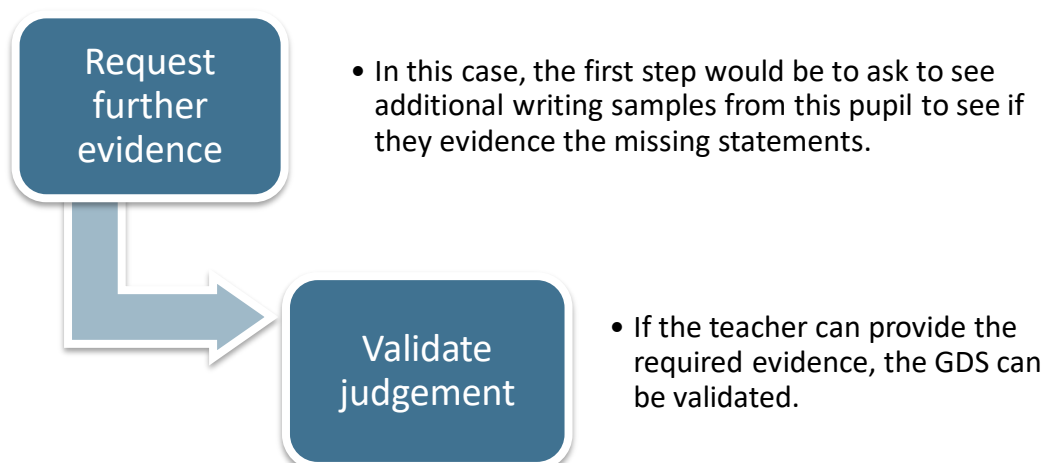 Request
further
evidence
• In this case, the first step would be to ask to see
additional writing samples from this pupil to see if
they evidence the missing statements.
Validate
judgement
• If the teacher can provide the
required evidence, the GDS can
be validated.